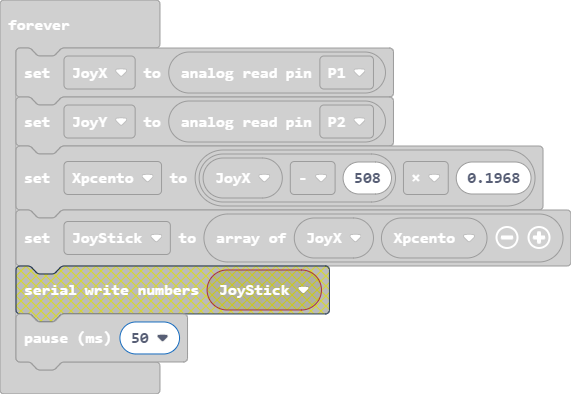 forever
set JoyX to analog read pin P1
set JoyY to analog read pin P2
set Xpcento to JoyX - 508 × 0.1968
set JoyStick to array of JoyX Xpcento
serial write numbers JoyStick
pause (ms) 50